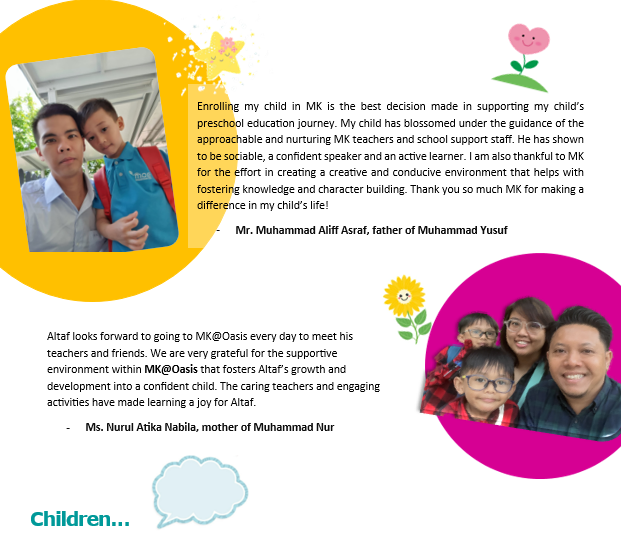 Enrolling my child in MK is the best decision made in supporting my child's
preschool education journey. My child has blossomed under the guidance of the
approachable and nurturing MK teachers and school support staff. He has shown
to be sociable, a confident speaker and an active learner. I am also thankful to MK
for the effort in creating a creative and conducive environment that helps with
fostering knowledge and character building. Thank you so much MK for making a
difference in my child's life!
- Mr. Muhammad Aliff Asraf, father of Muhammad Yusuf
Altaf looks forward to going to MK@Oasis every day to meet his
teachers and friends. We are very grateful for the supportive
environment within MK@Oasis that fosters Altaf's growth and
development into a confident child. The caring teachers and engaging
activities have made learning a joy for Altaf.
- Ms. Nurul Atika Nabila, mother of Muhammad Nur
Children...